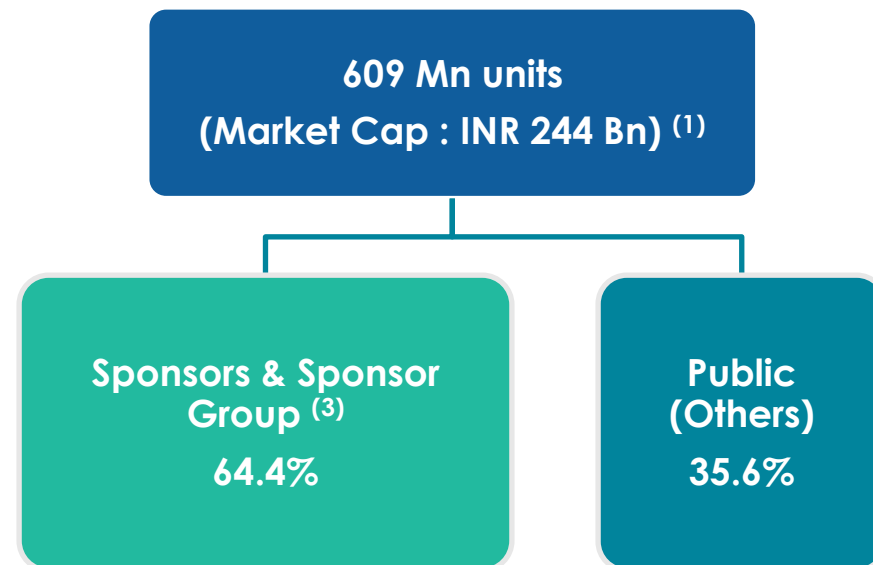 609 Mn units
(Market Cap : INR 244 Bn) (1)
Sponsors & Sponsor
Group (3)
64.4%
Public
(Others)
35.6%